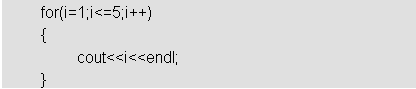 for(i=1;i<=5;i++)
{
cout<<i<<endl;
}